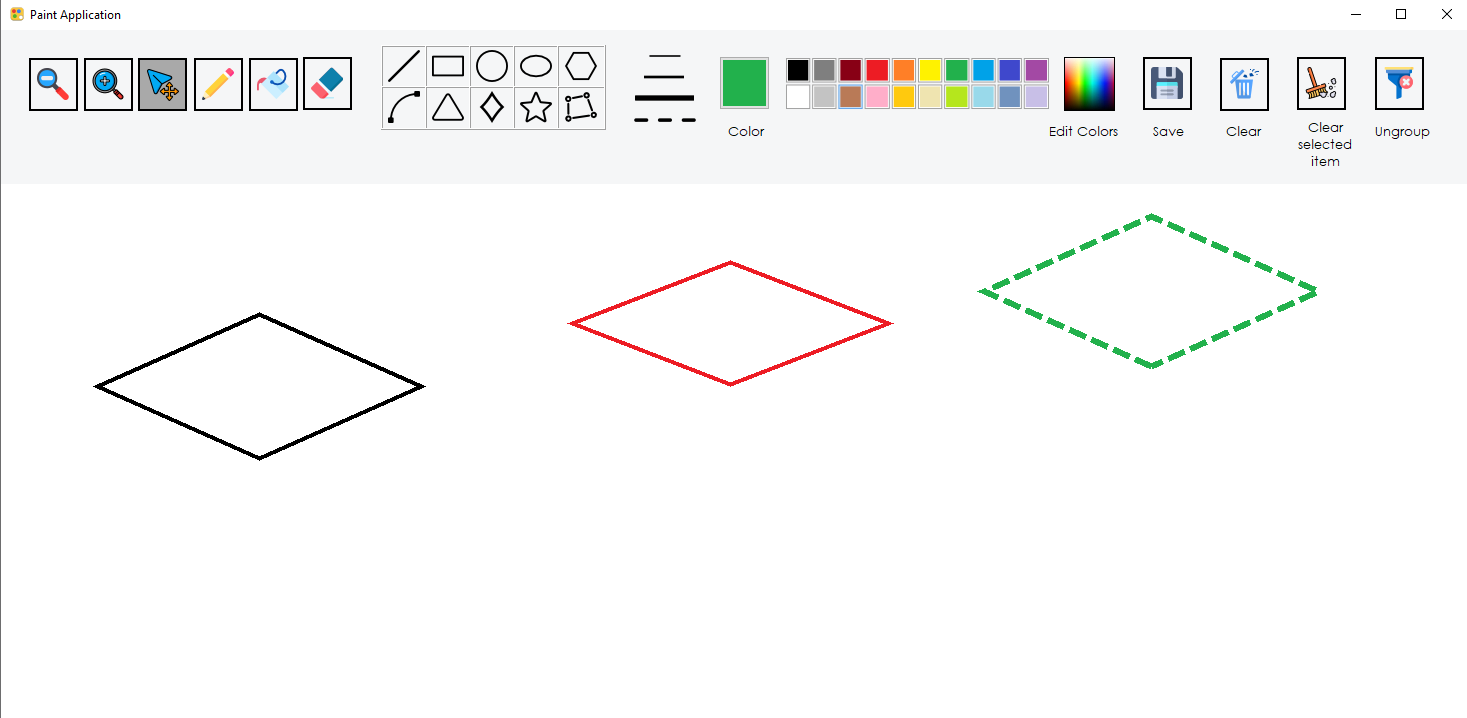 Paint Application
Color
Edit Colors
Save
Clear
Clear
selected
item
Ungroup